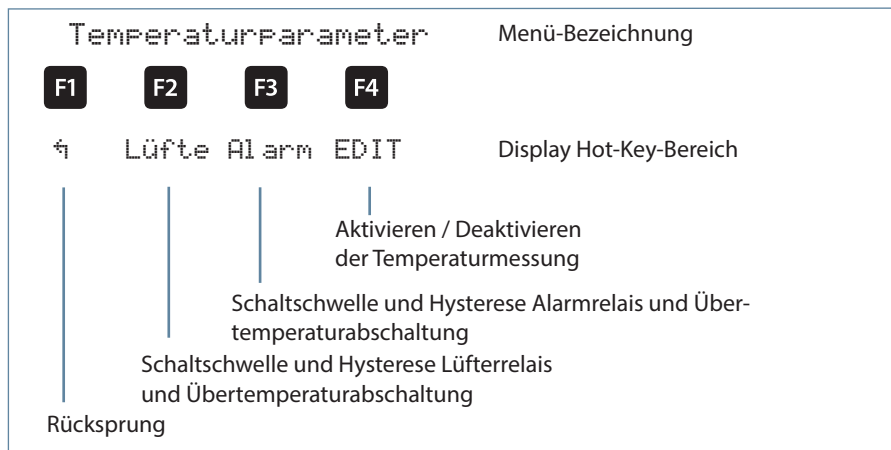 Temperaturparameter Menü-Bezeichnung
F1 F2 F3 F4
↰ Lüfte Alarm EDIT Display Hot-Key-Bereich
Aktivieren / Deaktivieren
der Temperaturmessung
Schaltschwelle und Hysterese Alarmrelais und Über-
temperaturabschaltung
Schaltschwelle und Hysterese Lüfterrelais
und Übertemperaturabschaltung
Rücksprung